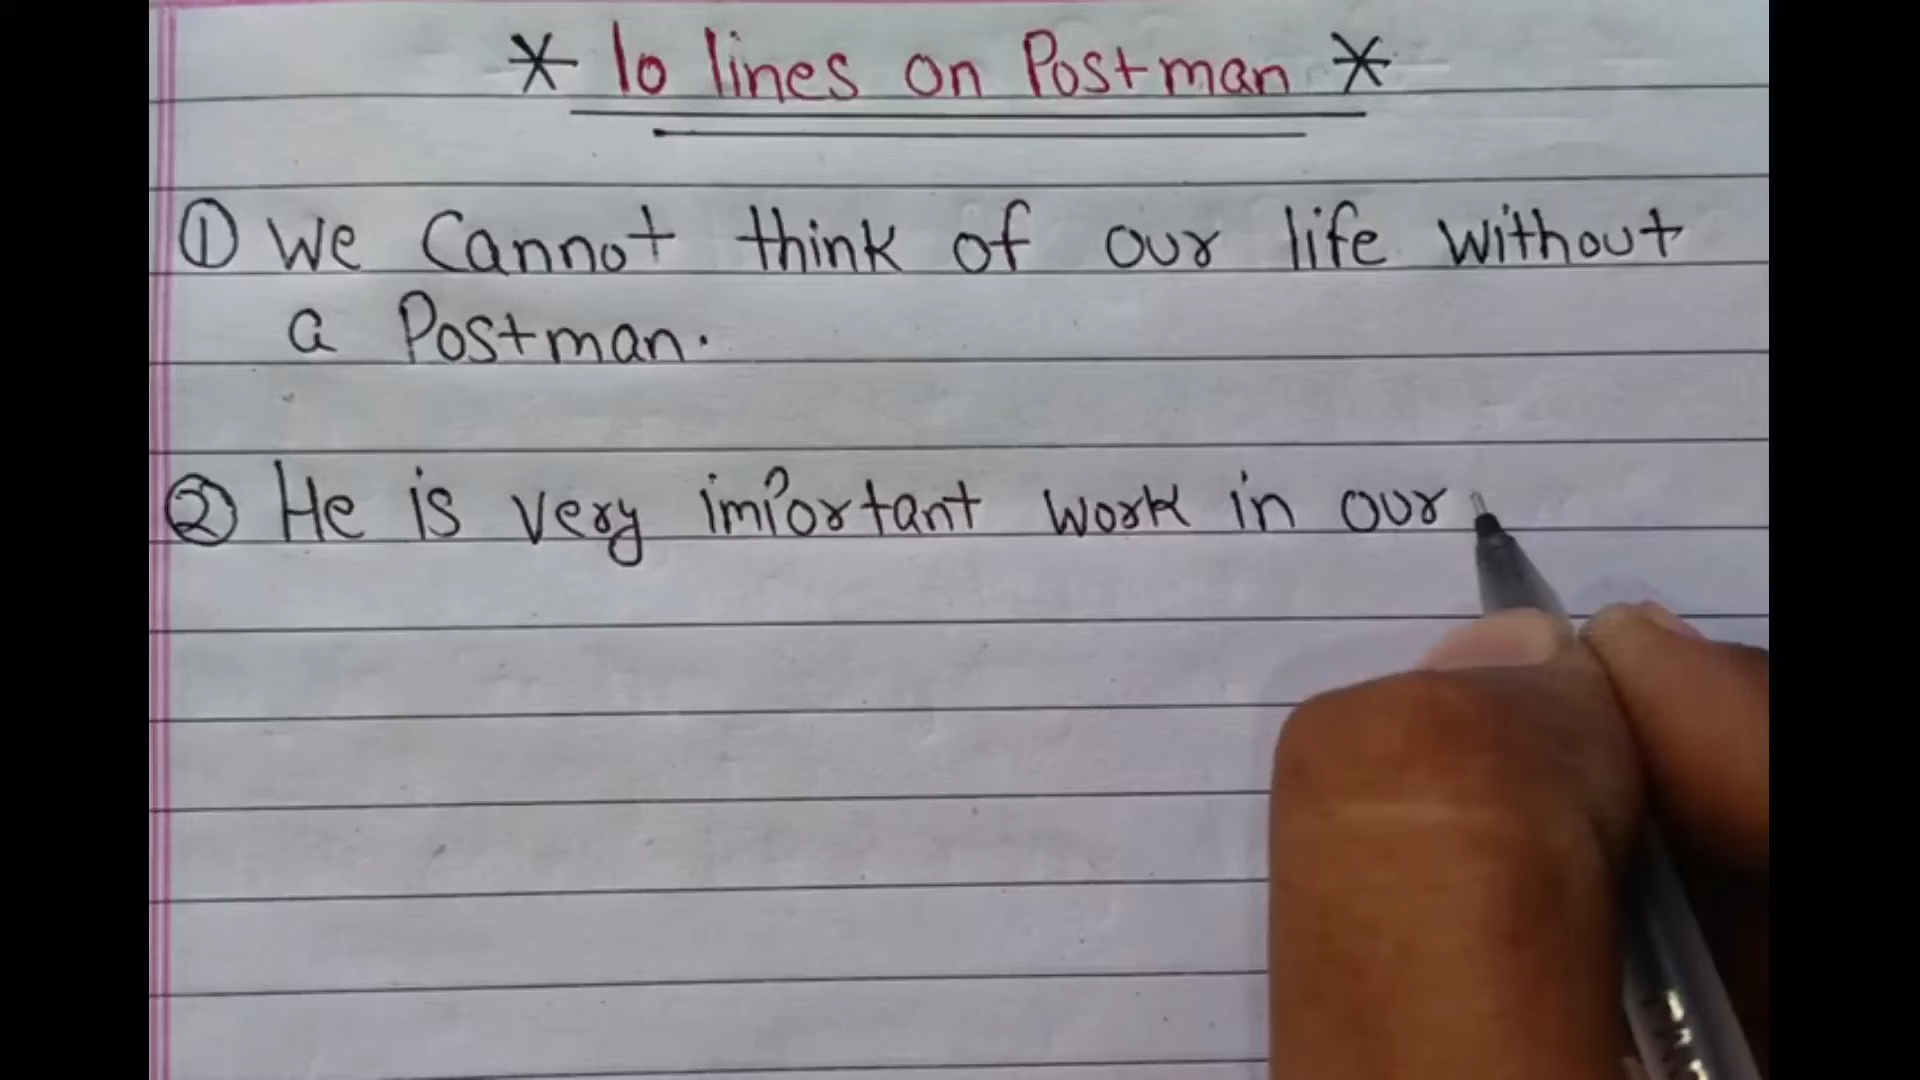 * 10 lines on Postman *
① We Cannot think of our life without
a Postman.
② He is very important work in our